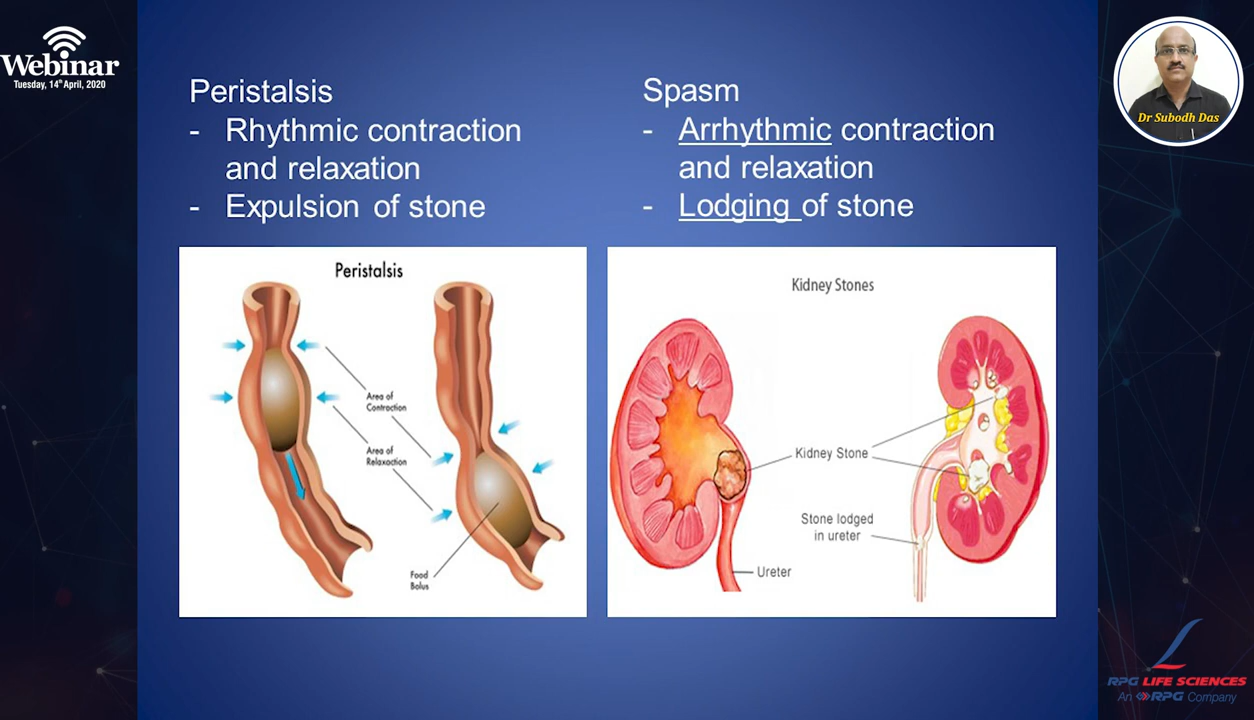 Webinar
Tuesday, 14th April, 2020
Peristalsis
- Rhythmic contraction
and relaxation
- Expulsion of stone
Spasm
- Arrhythmic contraction
and relaxation
- Lodging of stone
Dr Subodh Das
Peristalsis
Area of
Contraction
Area of
Relaxaction
Food
Bolus
Kidney Stones
Kidney Stone
Stone lodged
in ureter
Ureter
RPG LIFE SCIENCES
An RPG Company